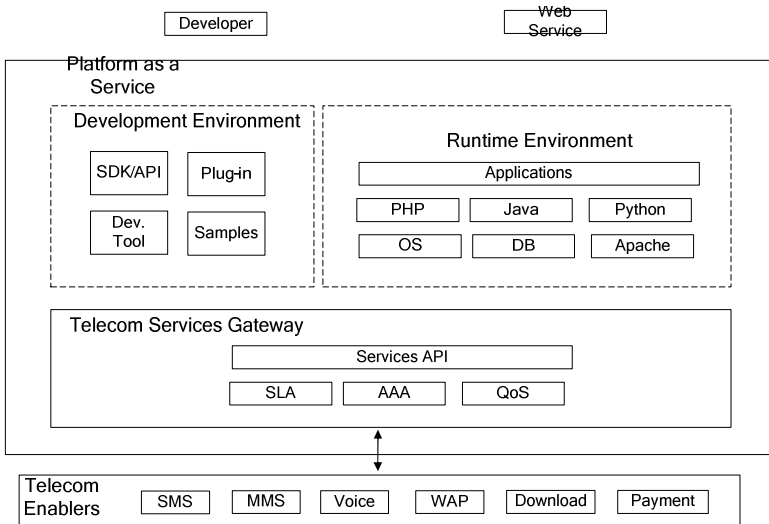 Developer
Web
Service
Platform as a
Service
Development Environment
SDK/API
Plug-in
Dev.
Tool
Samples
Runtime Environment
Applications
PHP
Java
Python
OS
DB
Apache
Telecom Services Gateway
Services API
SLA
AAA
QoS
Telecom
Enablers
SMS
MMS
Voice
WAP
Download
Payment